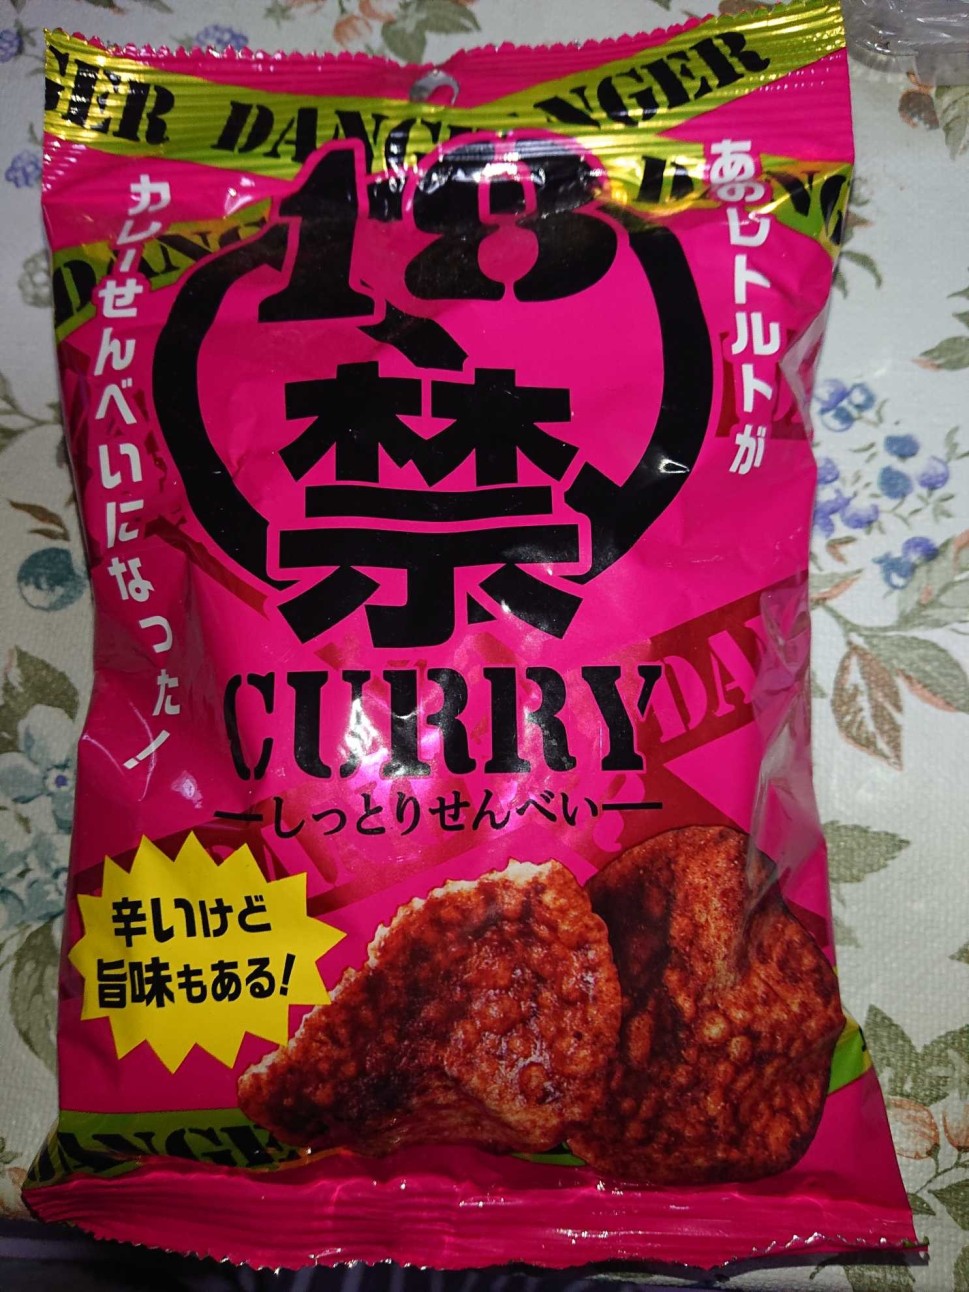 DANGER
18
禁
あのレトルトが
カレーせんべいになった!
CURRY
―しっとりせんべい―
辛いけど
旨味もある!
DANGER